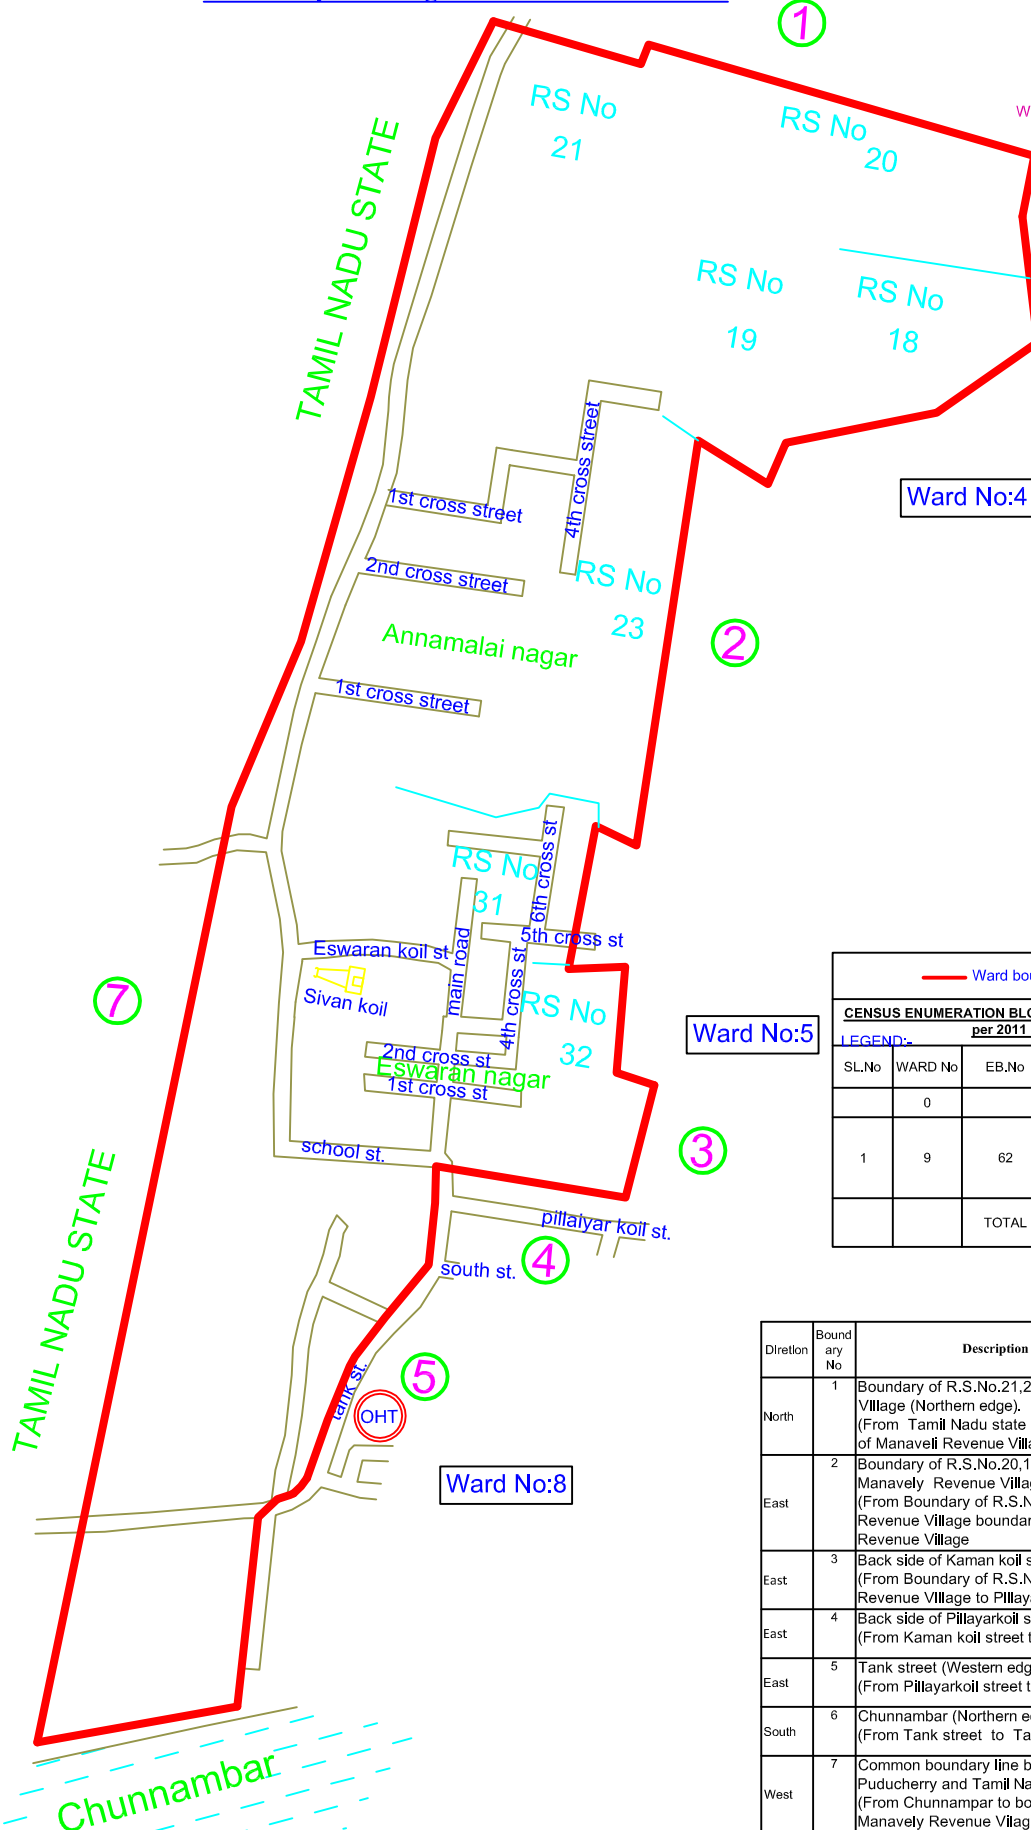 1
W
RS No
21
RS No
20
TAMIL NADU STATE
RS No
19
RS No
18
4th cross street
1st cross street
Ward No:4
2nd cross street
RS No
23
Annamalai nagar
2
1st cross street
6th cross st
RS No
31
5th cross st
Eswaran koil st
main road
4th cross st
Sivan koil
7
RS No
32
Ward No:5
2nd cross st
Eswaran nagar
1st cross st
school st.
3
TAMIL NADU STATE
pillaiyar koil st.
4
south st.
tank st.
5
OHT
Ward No:8
Chunnambar
Ward bou
CENSUS ENUMERATION BLO
per 2011
LEGEND:-
SL.No WARD No EB.No
0
1 9 62
TOTAL
Diretion Bound
ary
No Description
North 1 Boundary of R.S.No.21,2
Village (Northern edge).
(From Tamil Nadu state
of Manaveli Revenue Villa
East 2 Boundary of R.S.No.20,1
Manavely Revenue Villag
(From Boundary of R.S.N
Revenue Village boundar
Revenue Village
East 3 Back side of Kaman koil s
(From Boundary of R.S.N
Revenue Village to Pillaya
East 4 Back side of Pillayarkoil s
(From Kaman koil street t
East 5 Tank street (Western edg
(From Pillayarkoil street t
South 6 Chunnambar (Northern e
(From Tank street to Ta
West 7 Common boundary line b
Puducherry and Tamil Na
(From Chunnampar to bo
Manavely Revenue Vilag